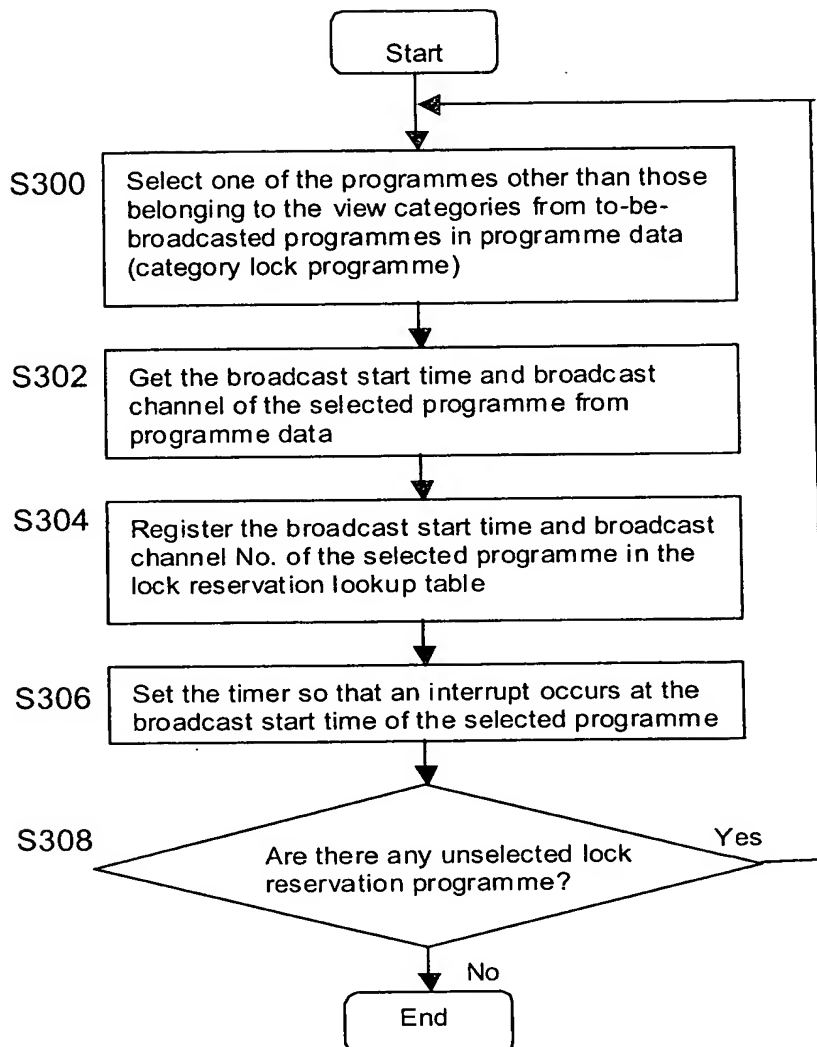 Start
S300
Select one of the programmes other than those
belonging to the view categories from to-be-
broadcasted programmes in programme data
(category lock programme)
S302
Get the broadcast start time and broadcast
channel of the selected programme from
programme data
S304
Register the broadcast start time and broadcast
channel No. of the selected programme in the
lock reservation lookup table
S306
Set the timer so that an interrupt occurs at the
broadcast start time of the selected programme
S308
Are there any unselected lock
reservation programme?
Yes
No
End